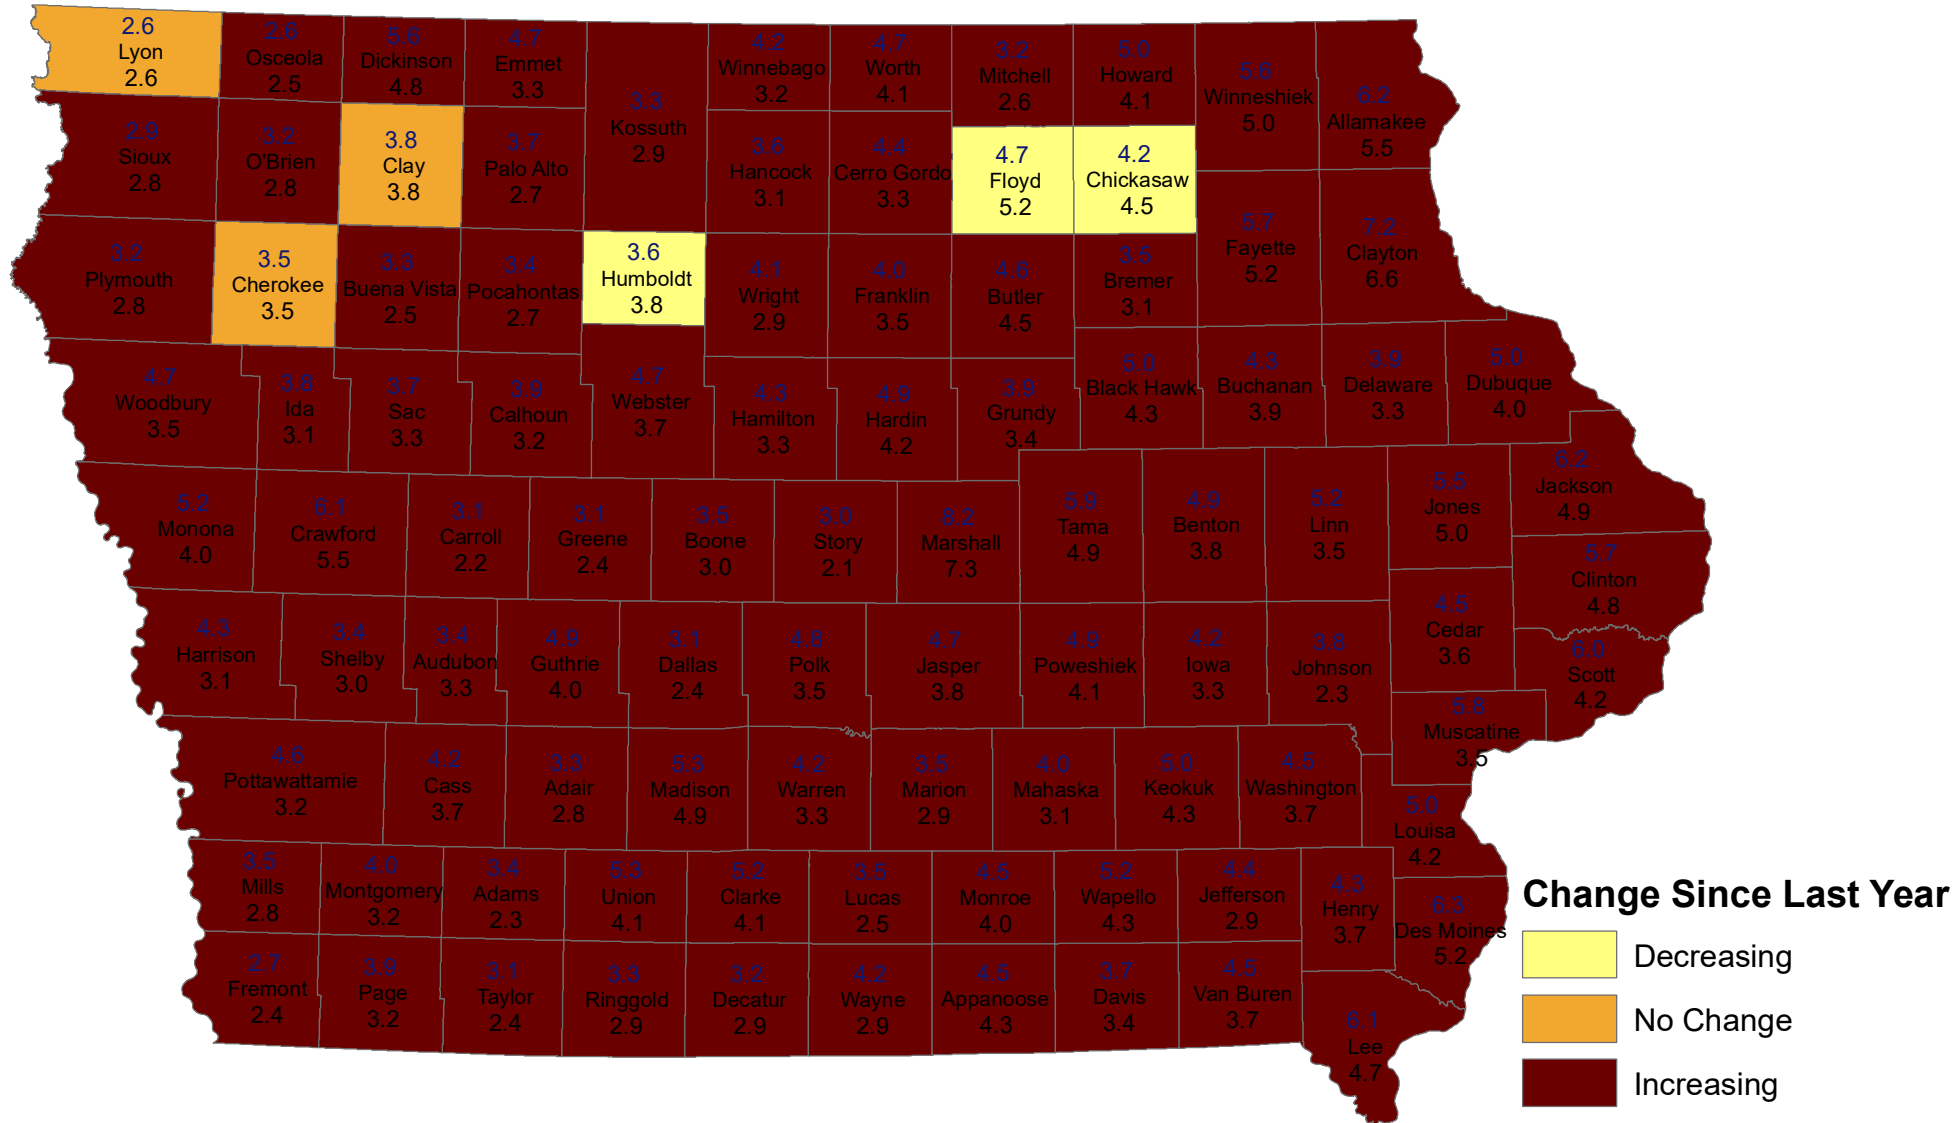 2.6
Lyon
2.6
2.6
Osceola
2.5
5.6
Dickinson
4.8
4.7
Emmet
3.3
3.3
Kossuth
2.9
4.2
Winnebago
3.2
4.7
Worth
4.1
3.2
Mitchell
2.6
5.0
Howard
4.1
5.6
Winneshiek
5.0
6.2
Allamakee
5.5
2.9
Sioux
2.8
3.2
O'Brien
2.8
3.8
Clay
3.8
3.7
Palo Alto
2.7
3.6
Hancock
3.1
4.4
Cerro Gordo
3.3
4.7
Floyd
5.2
4.2
Chickasaw
4.5
5.7
Fayette
5.2
7.2
Clayton
6.6
3.2
Plymouth
2.8
3.5
Cherokee
3.5
3.3
Buena Vista
2.5
3.4
Pocahontas
2.7
3.6
Humboldt
3.8
4.1
Wright
2.9
4.0
Franklin
3.5
4.6
Butler
4.5
3.5
Bremer
3.1
4.7
Woodbury
3.5
3.8
Ida
3.1
3.7
Sac
3.3
3.9
Calhoun
3.2
4.7
Webster
3.7
4.3
Hamilton
3.3
4.9
Hardin
4.2
3.9
Grundy
3.4
5.0
Black Hawk
4.3
4.3
Buchanan
3.9
3.9
Delaware
3.3
5.0
Dubuque
4.0
5.2
Monona
4.0
6.1
Crawford
5.5
3.1
Carroll
2.2
3.1
Greene
2.4
3.5
Boone
3.0
3.0
Story
2.1
8.2
Marshall
7.3
5.9
Tama
4.9
4.9
Benton
3.8
5.2
Linn
3.5
5.5
Jones
5.0
6.2
Jackson
4.9
5.7
Clinton
4.8
4.3
Harrison
3.1
3.4
Shelby
3.0
3.4
Audubon
3.3
4.9
Guthrie
4.0
3.1
Dallas
2.4
4.8
Polk
3.5
4.7
Jasper
3.8
4.9
Poweshiek
4.1
4.2
Iowa
3.3
3.8
Johnson
2.3
4.5
Cedar
3.6
6.0
Scott
4.2
5.8
Muscatine
3.5
4.6
Pottawattamie
3.2
4.2
Cass
3.7
3.3
Adair
2.8
5.3
Madison
4.9
4.2
Warren
3.3
3.5
Marion
2.9
4.0
Mahaska
3.1
5.0
Keokuk
4.3
4.5
Washington
3.7
5.0
Louisa
4.2
3.5
Mills
2.8
4.0
Montgomery
3.2
3.4
Adams
2.3
5.3
Union
4.1
5.2
Clarke
4.1
3.5
Lucas
2.5
4.5
Monroe
4.0
5.2
Wapello
4.3
4.4
Jefferson
2.9
4.3
Henry
3.7
6.3
Des Moines
5.2
2.7
Fremont
2.4
3.9
Page
3.2
3.1
Taylor
2.4
3.3
Ringgold
2.9
3.2
Decatur
2.9
4.2
Wayne
2.9
4.5
Appanoose
4.3
3.7
Davis
3.4
4.5
Van Buren
3.7
6.1
Lee
4.7
Change Since Last Year
Decreasing
No Change
Increasing